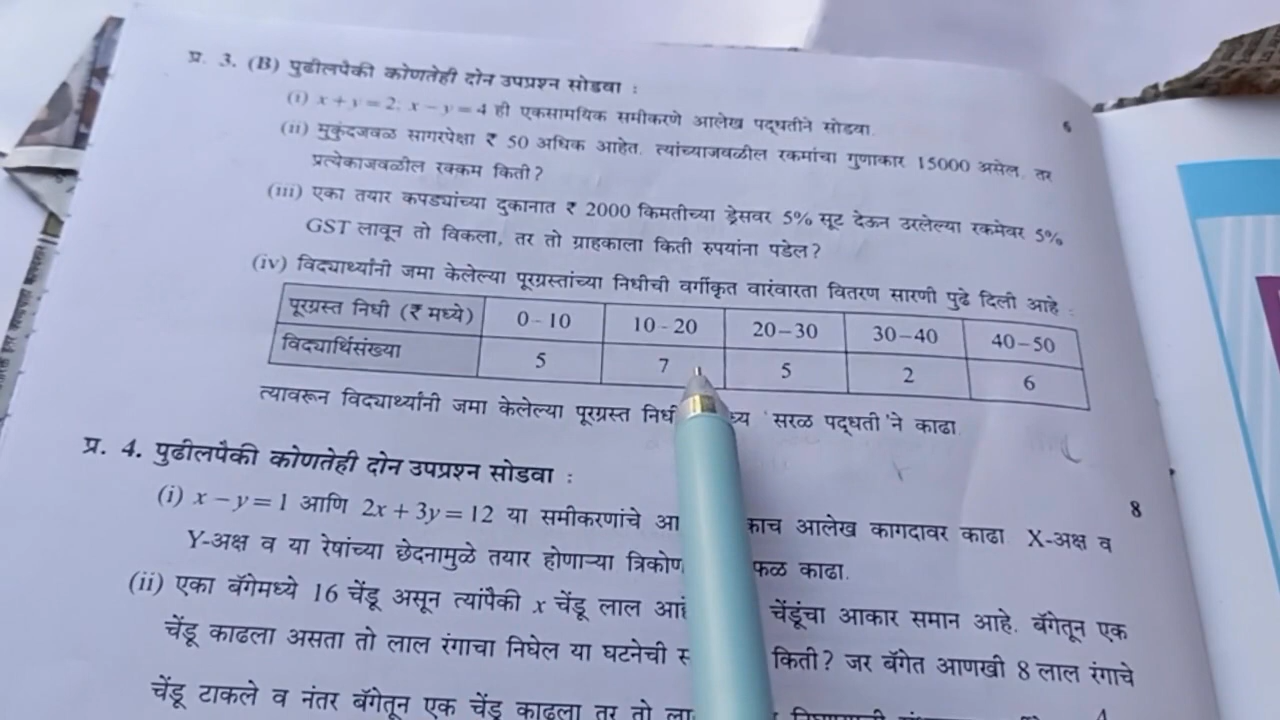 प्र. 3. (B) पुढीलपैकी कोणतेही दोन उपप्रश्न सोडवा :
6
(i) x + y = 2; x − y = 4 ही एकसामयिक समीकरणे आलेख पद्धतीने सोडवा.
(ii) मुकुंदजवळ सागरपेक्षा ₹ 50 अधिक आहेत. त्यांच्याजवळील रकमांचा गुणाकार 15000 असेल, तर
प्रत्येकाजवळील रक्कम किती?
(iii) एका तयार कपड्यांच्या दुकानात ₹ 2000 किमतीच्या ड्रेसवर 5% सूट देऊन उरलेल्या रकमेवर 5%
GST लावून तो विकला, तर तो ग्राहकाला किती रुपयांना पडेल?
(iv) विद्यार्थ्यांनी जमा केलेल्या पूरग्रस्तांच्या निधीची वर्गीकृत वारंवारता वितरण सारणी पुढे दिली आहे :
पूरग्रस्त निधी (₹ मध्ये) 0-10 10-20 20-30 30-40 40-50
विद्यार्थिसंख्या 5 7 5 2 6
त्यावरून विद्यार्थ्यांनी जमा केलेल्या पूरग्रस्त 'सरळ पद्धती'ने काढा.
प्र. 4. पुढीलपैकी कोणतेही दोन उपप्रश्न सोडवा :
8
(i) x − y = 1 आणि 2x + 3y = 12 या समीकरणांचे आलेख कागदावर काढा. X-अक्ष व
Y-अक्ष व या रेषांच्या छेदनामुळे तयार होणाऱ्या काढा.
(ii) एका बॅगेमध्ये 16 चेंडू असून त्यांपैकी x चेंडू लाल चेंडूंचा आकार समान आहे. बॅगेतून एक
चेंडू काढला असता तो लाल रंगाचा निघेल या घटनेची किती? जर बॅगेत आणखी 8 लाल रंगाचे
चेंडू टाकले व नंतर बॅगेतून एक चेंडू काढला तर तो